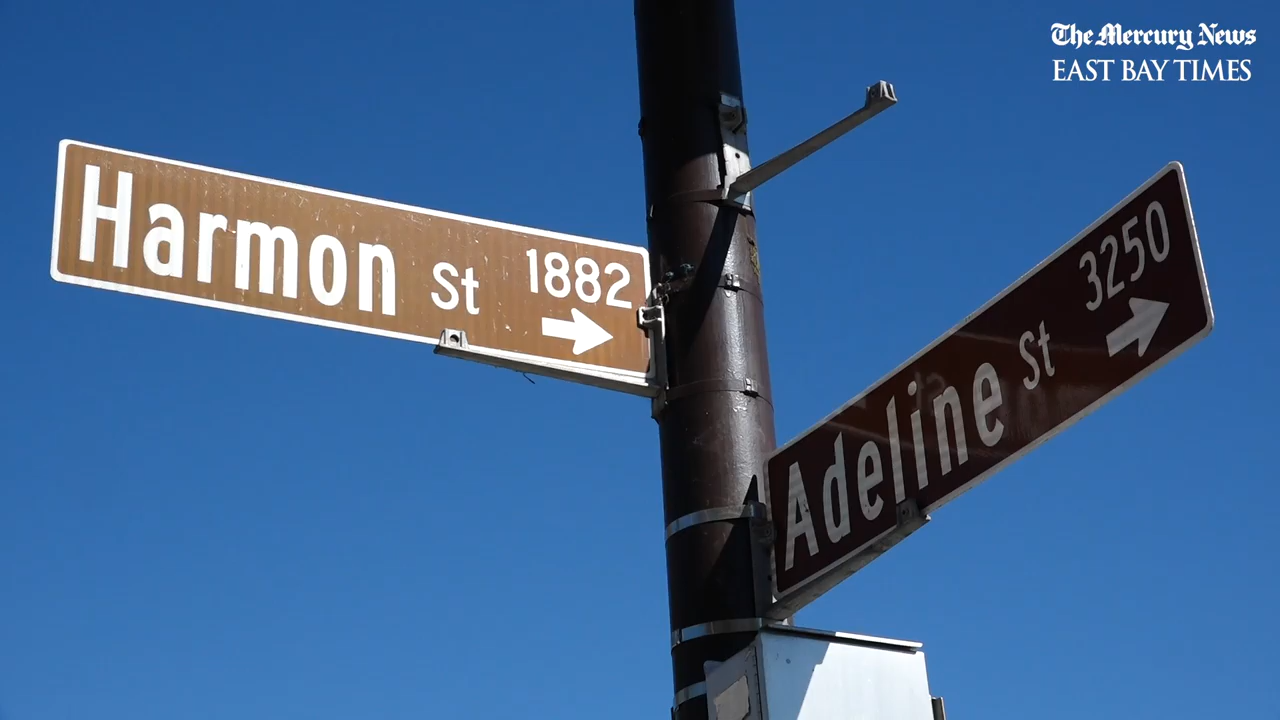 The Mercury News
EAST BAY TIMES
Harmon St 1882
Adeline St 3250